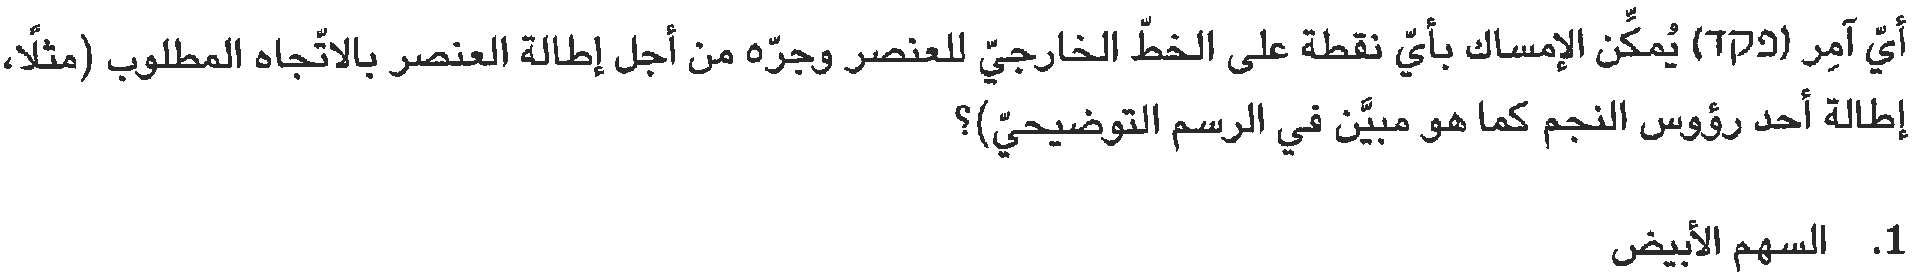 أيّ آمِر (פקד) يُمكِّن الإمساك بأيّ نقطة على الخطّ الخارجيّ للعنصر وجرّه من أجل إطالة العنصر بالاتّجاه المطلوب (مثلًا،
إطالة أحد رؤوس النجم كما هو مبيَّن في الرسم التوضيحيّ)؟
1. السهم الأبيض